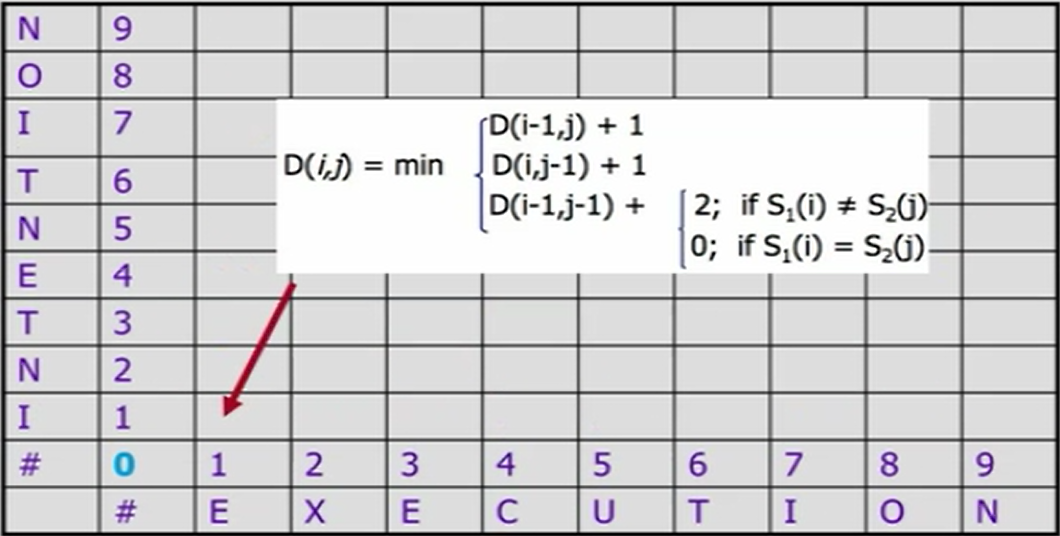 N 9
O 8
I 7
T 6
N 5
E 4
T 3
N 2
I 1
# 0 1 2 3 4 5 6 7 8 9
# E X E C U T I O N
D(i-1,j) + 1
D(i,j) = min D(i,j-1) + 1
D(i-1,j-1) + 2; if S₁(i) ≠ S₂(j)
0; if S₁(i) = S₂(j)